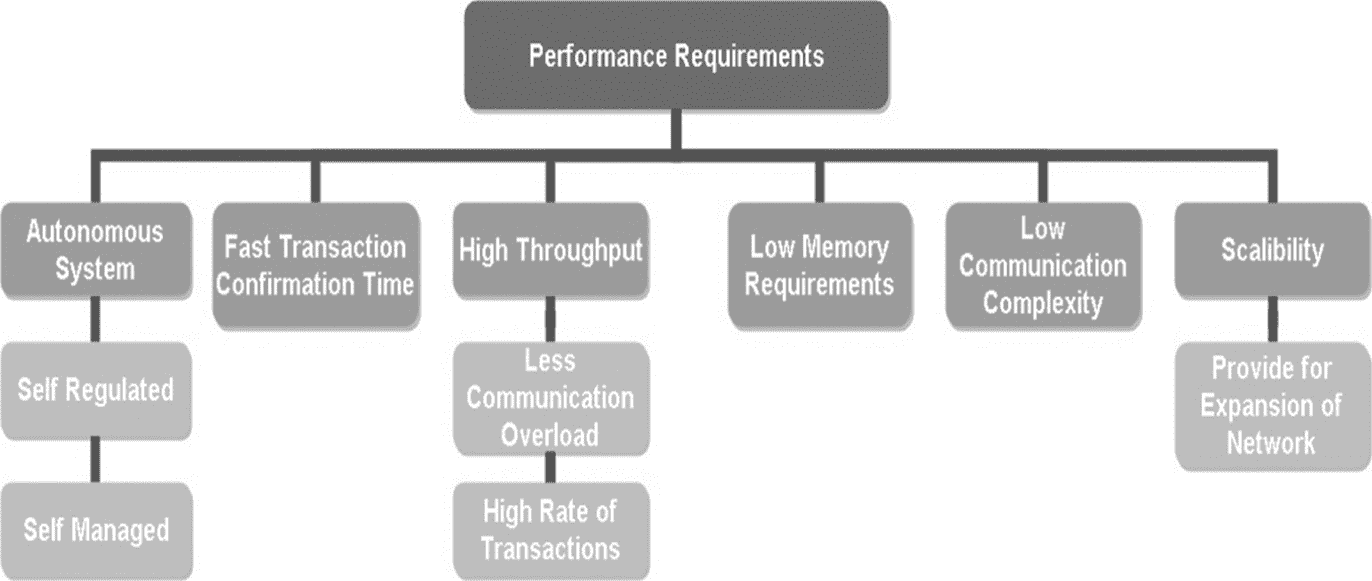 Performance Requirements
Autonomous
System
Fast Transaction
Confirmation Time
High Throughput
Low Memory
Requirements
Low
Communication
Complexity
Scalibility
Self Regulated
Less
Communication
Overload
Provide for
Expansion of
Network
Self Managed
High Rate of
Transactions